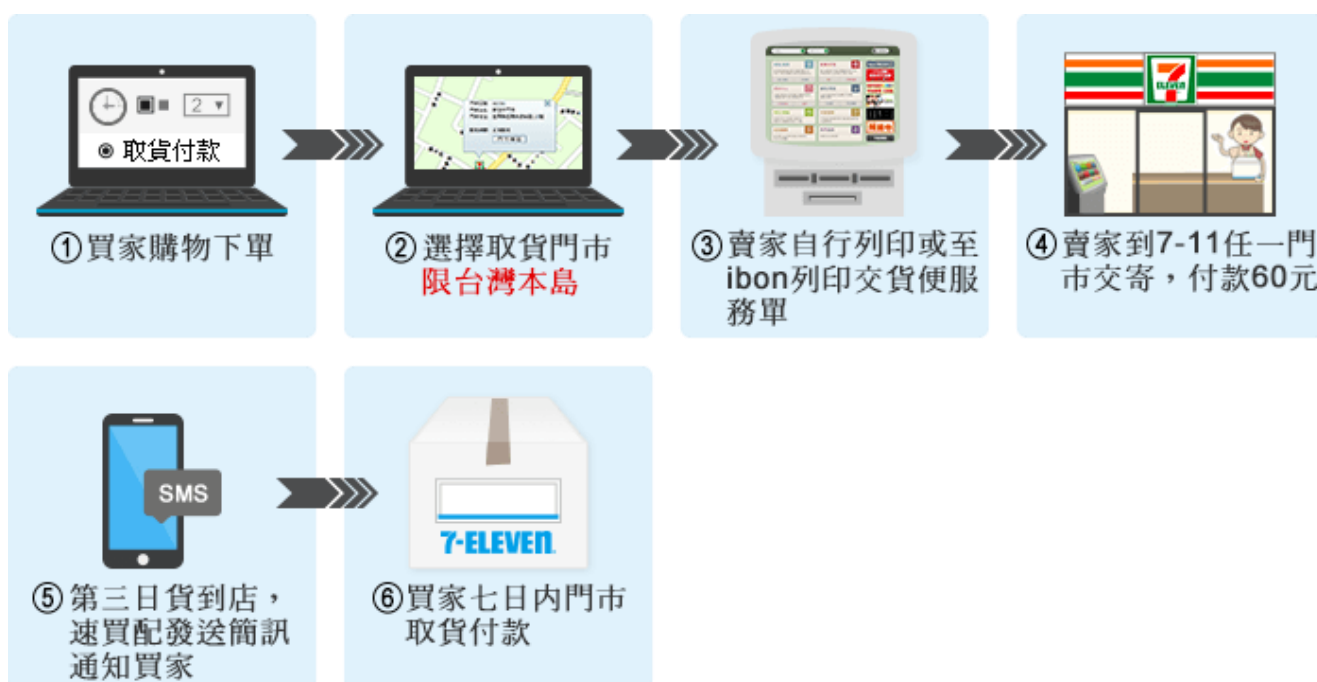 2
取貨付款
①買家購物下單
②選擇取貨門市
限台灣本島
③賣家自行列印或至
ibon列印交貨便服
務單
7
ELEVEN
④賣家到7-11任一門
市交寄，付款60元
SMS
⑤第三日貨到店，
速買配發送簡訊
通知買家
7-ELEVEN
⑥買家七日內門市
取貨付款